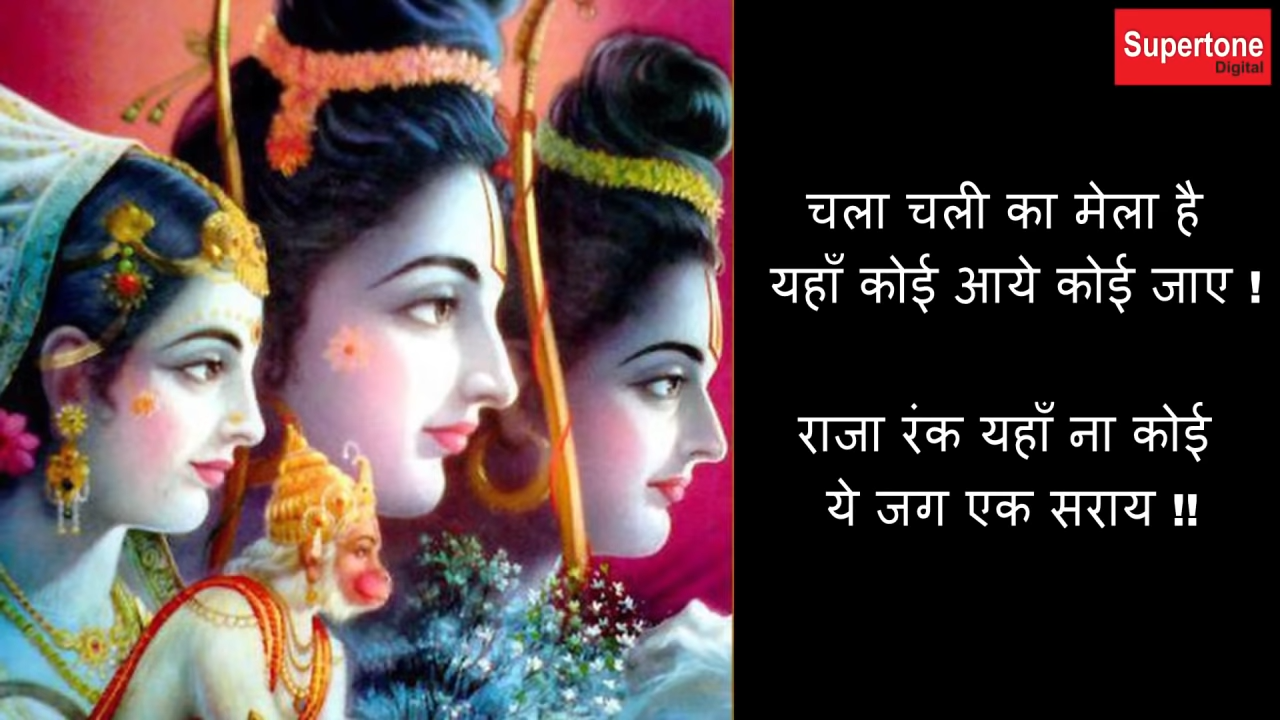 Supertone
Digital
चला चली का मेला है
यहाँ कोई आये कोई जाए !
राजा रंक यहाँ ना कोई
ये जग एक सराय !!